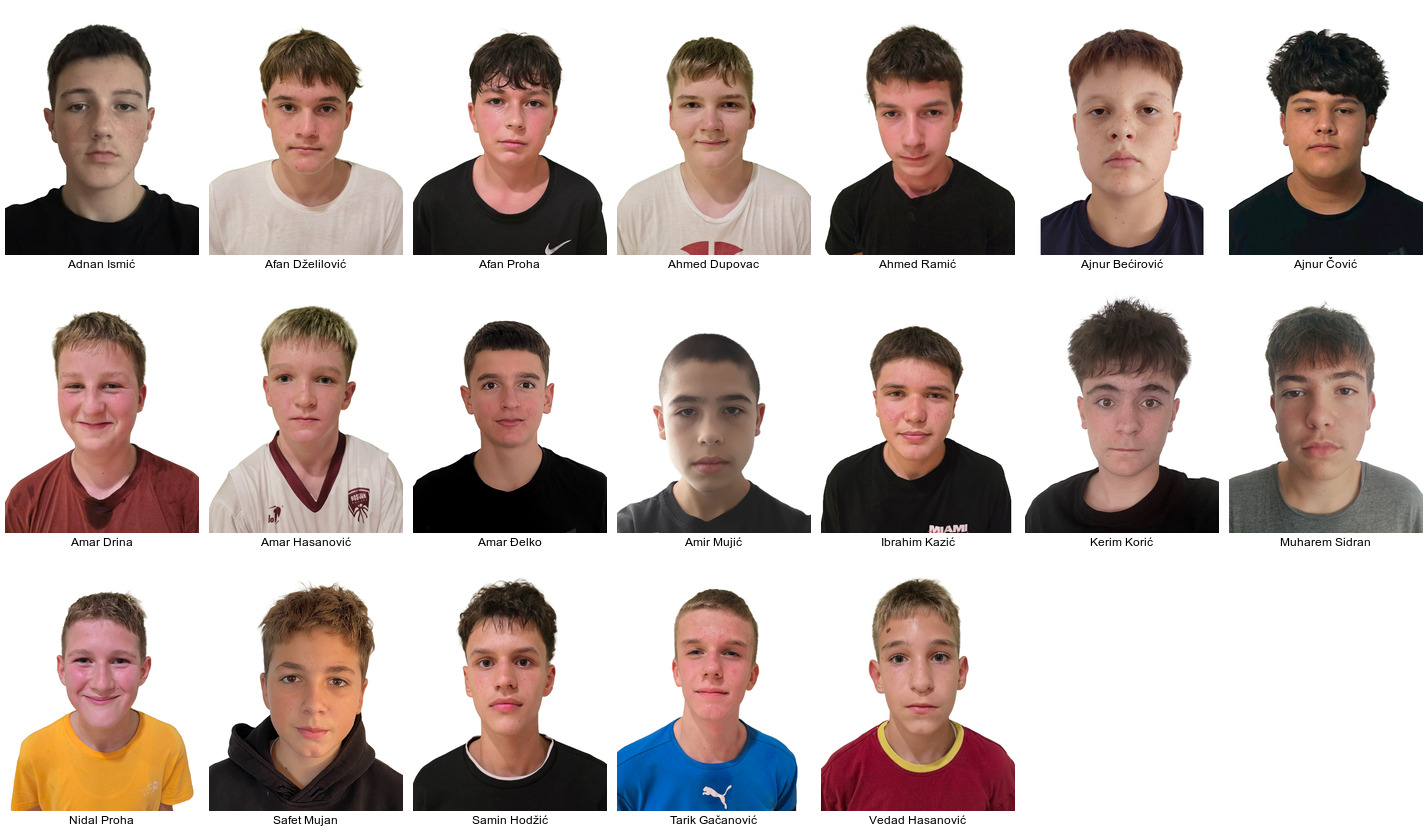 Adnan Ismić
Afan Dželilović
Afan Proha
Ahmed Dupovac
Ahmed Ramić
Ajnur Bećirović
Ajnur Čović
Amar Drina
Amar Hasanović
Amar Đelko
Amir Mujić
MIAMI
Ibrahim Kazić
Kerim Korić
Muharem Sidran
Nidal Proha
Safet Mujan
Samin Hodžić
Tarik Gačanović
Vedad Hasanović